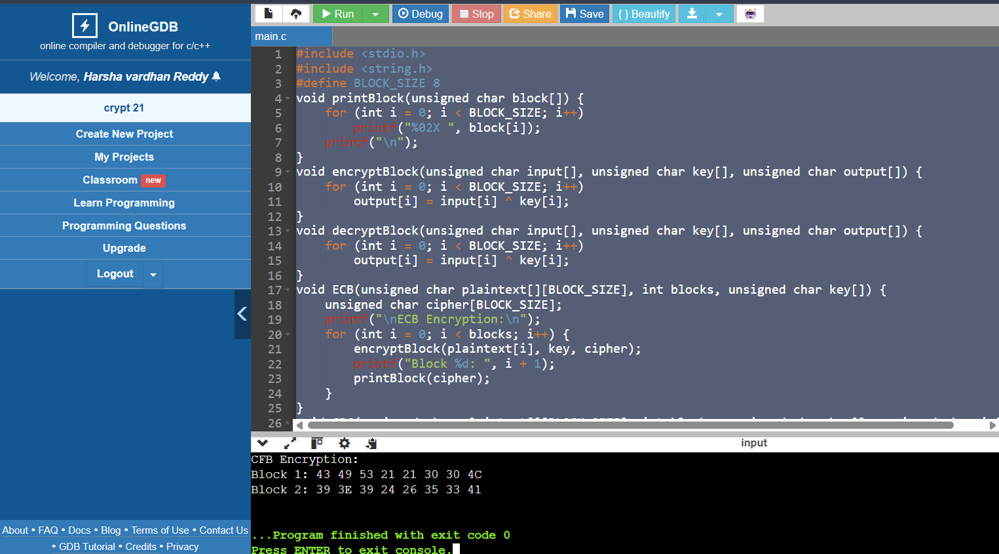 OnlineGDB
online compiler and debugger for c/c++
Welcome, Harsha vardhan Reddy
crypt 21
Create New Project
My Projects
Classroom new
Learn Programming
Programming Questions
Upgrade
Logout
About • FAQ • Docs • Blog • Terms of Use • Contact Us
• GDB Tutorial • Credits • Privacy
Run Debug Stop Share Save { } Beautify
main.c
1 #include <stdio.h>
2 #include <string.h>
3 #define BLOCK_SIZE 8
4 void printBlock(unsigned char block[]) {
5     for (int i = 0; i < BLOCK_SIZE; i++)
6         printf("%02X ", block[i]);
7     printf("\n");
8 }
9 void encryptBlock(unsigned char input[], unsigned char key[], unsigned char output[]) {
10     for (int i = 0; i < BLOCK_SIZE; i++)
11         output[i] = input[i] ^ key[i];
12 }
13 void decryptBlock(unsigned char input[], unsigned char key[], unsigned char output[]) {
14     for (int i = 0; i < BLOCK_SIZE; i++)
15         output[i] = input[i] ^ key[i];
16 }
17 void ECB(unsigned char plaintext[][BLOCK_SIZE], int blocks, unsigned char key[]) {
18     unsigned char cipher[BLOCK_SIZE];
19     printf("\nECB Encryption:\n");
20     for (int i = 0; i < blocks; i++) {
21         encryptBlock(plaintext[i], key, cipher);
22         printf("Block %d: ", i + 1);
23         printBlock(cipher);
24     }
25 }
26
input
CFB Encryption:
Block 1: 43 49 53 21 21 30 30 4C
Block 2: 39 3E 39 24 26 35 33 41
...Program finished with exit code 0
Press ENTER to exit console.